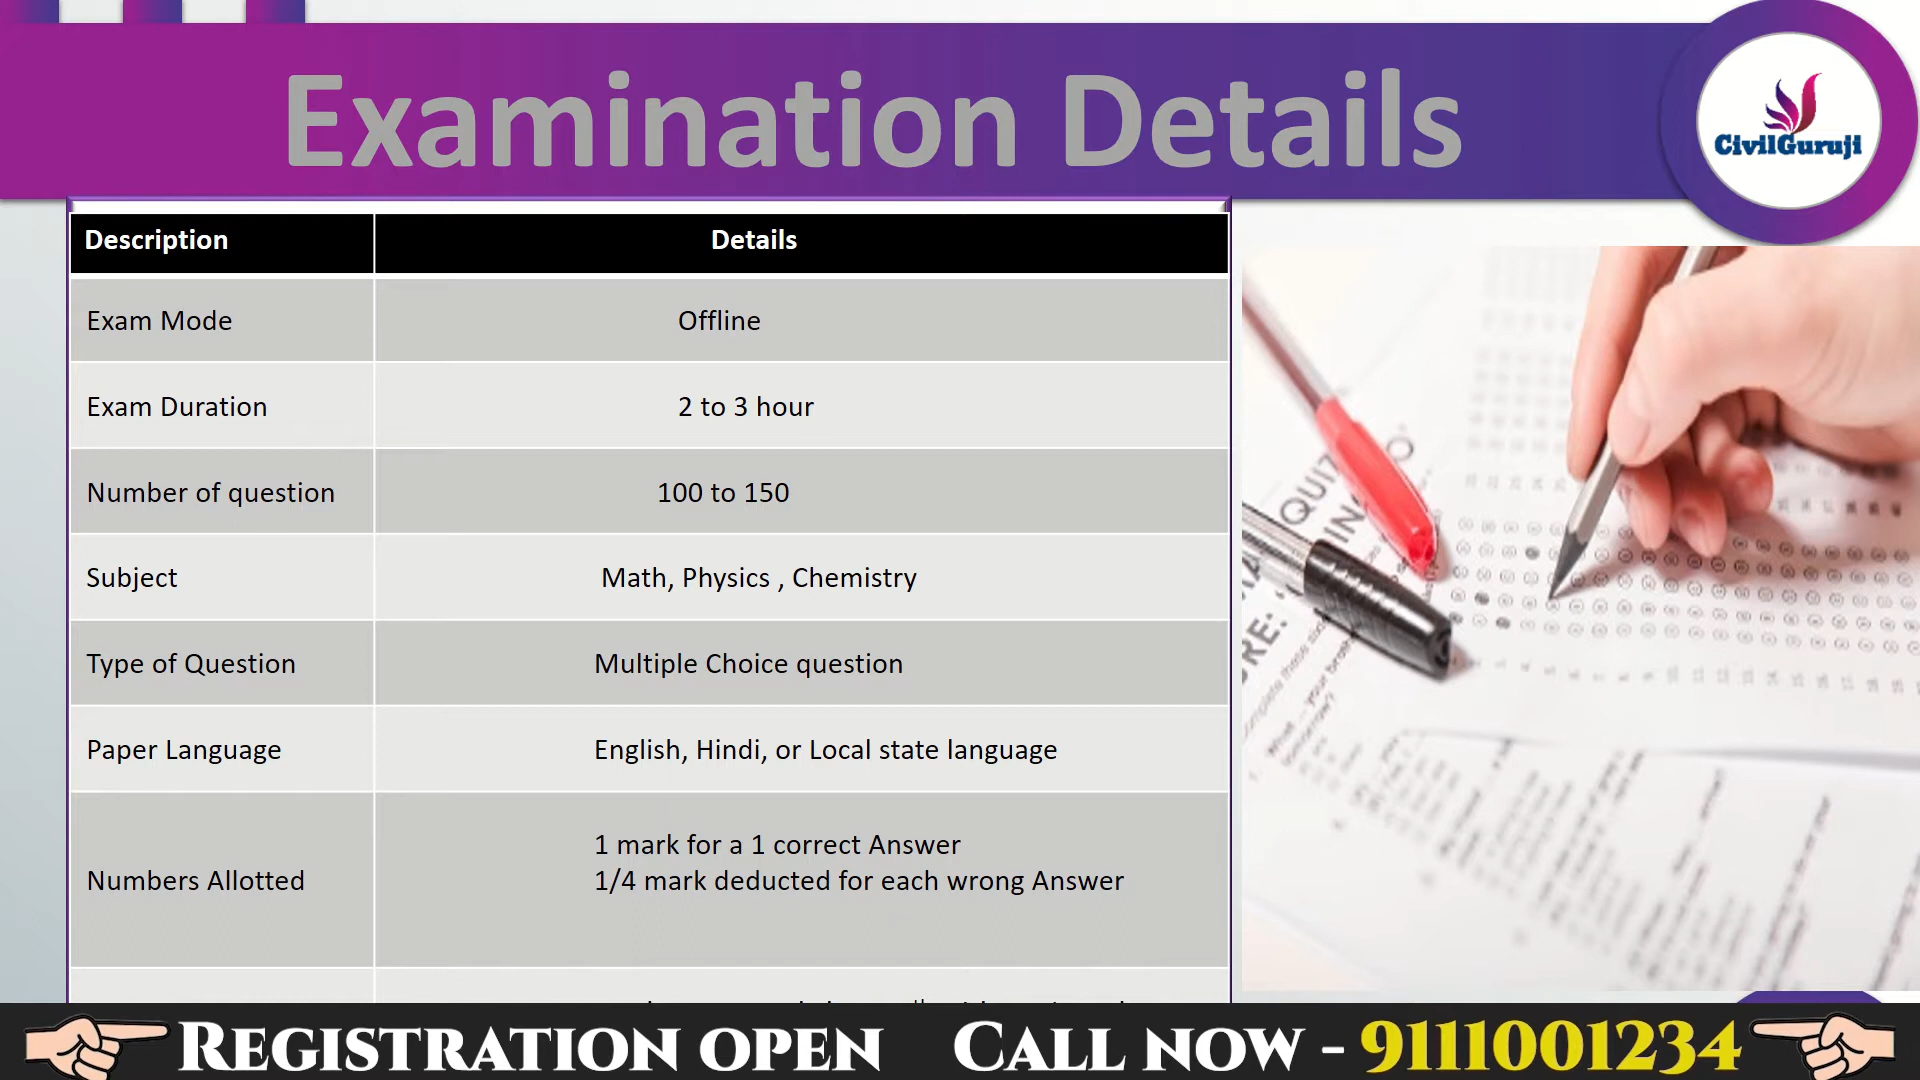 Examination Details
CivilGuruji
Description Details
Exam Mode Offline
Exam Duration 2 to 3 hour
Number of question 100 to 150
Subject Math, Physics , Chemistry
Type of Question Multiple Choice question
Paper Language English, Hindi, or Local state language
Numbers Allotted
1 mark for a 1 correct Answer
1/4 mark deducted for each wrong Answer
QUIZ
Registration open Call now - 9111001234